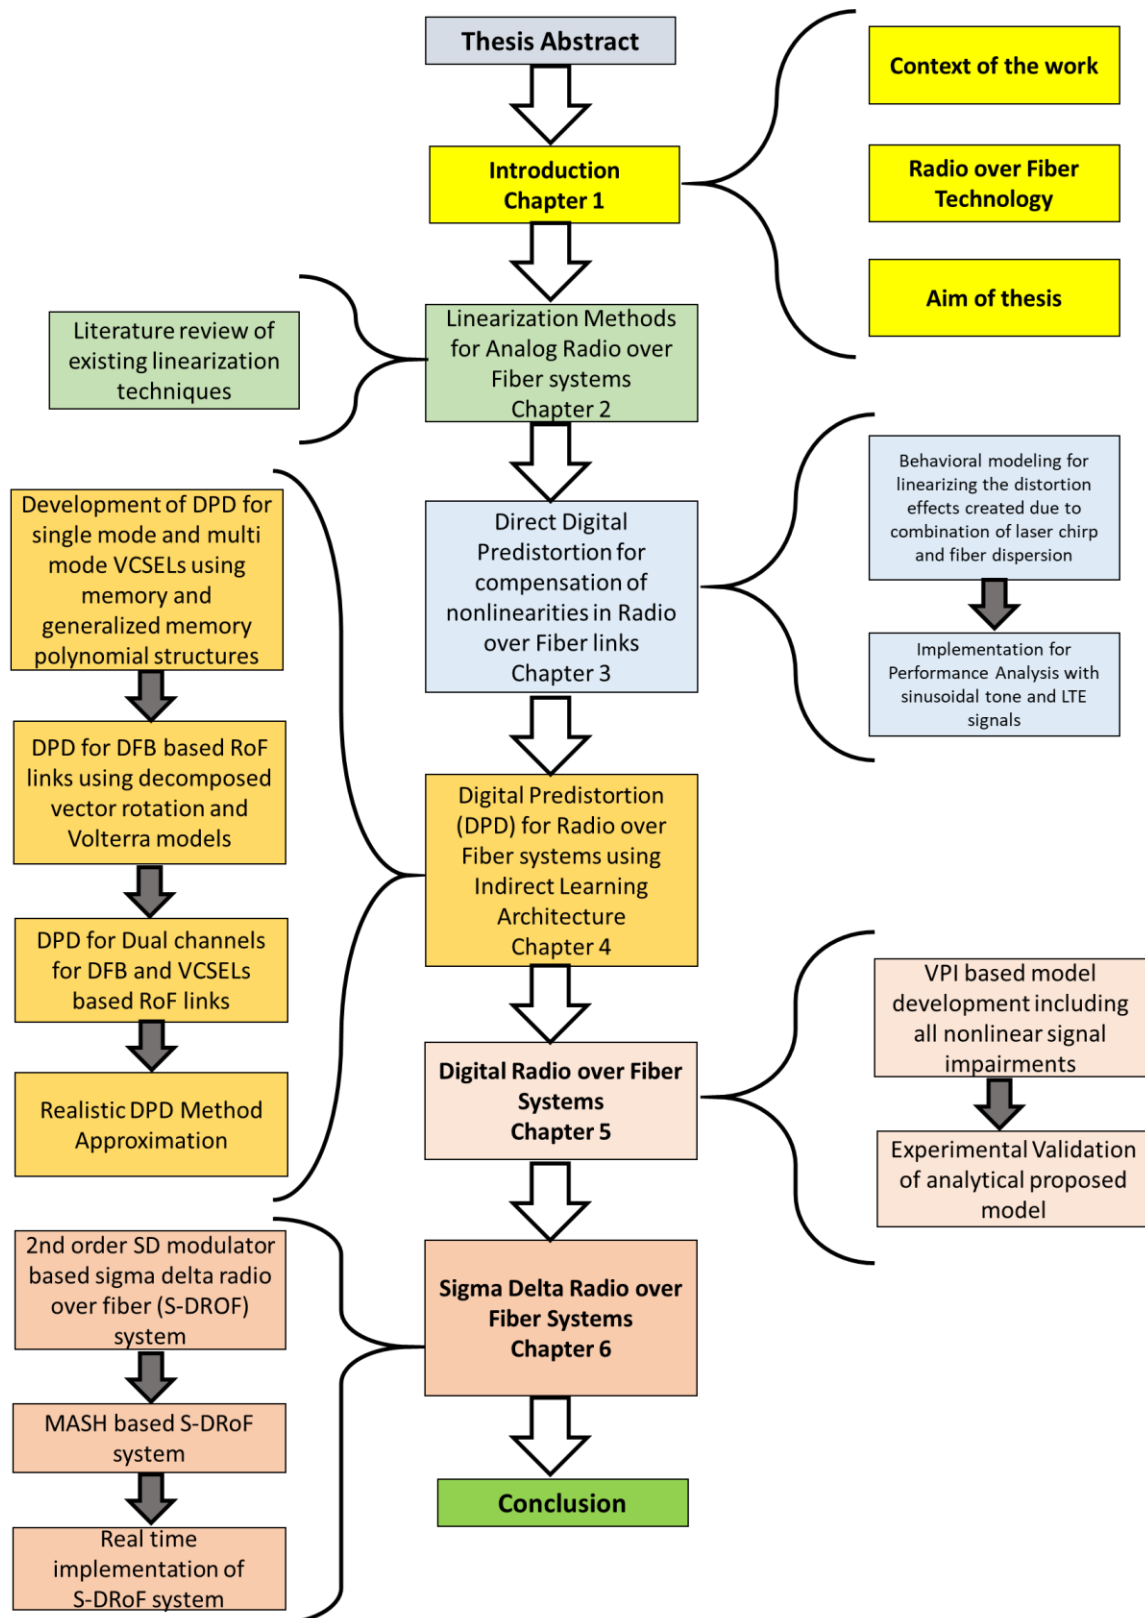 Thesis Abstract
Introduction
Chapter 1
Context of the work
Radio over Fiber
Technology
Aim of thesis
Linearization Methods
for Analog Radio over
Fiber systems
Chapter 2
Literature review of
existing linearization
techniques
Direct Digital
Predistortion for
compensation of
nonlinearities in Radio
over Fiber links
Chapter 3
Behavioral modeling for
linearizing the distortion
effects created due to
combination of laser chirp
and fiber dispersion
Implementation for
Performance Analysis with
sinusoidal tone and LTE
signals
Digital Predistortion
(DPD) for Radio over
Fiber systems using
Indirect Learning
Architecture
Chapter 4
Development of DPD for
single mode and multi
mode VCSELs using
memory and
generalized memory
polynomial structures
DPD for DFB based RoF
links using decomposed
vector rotation and
Volterra models
DPD for Dual channels
for DFB and VCSELs
based RoF links
Realistic DPD Method
Approximation
Digital Radio over Fiber
Systems
Chapter 5
VPI based model
development including
all nonlinear signal
impairments
Experimental Validation
of analytical proposed
model
Sigma Delta Radio over
Fiber Systems
Chapter 6
2nd order SD modulator
based sigma delta radio
over fiber (S-DROF)
system
MASH based S-DRoF
system
Real time
implementation of
S-DRoF system
Conclusion